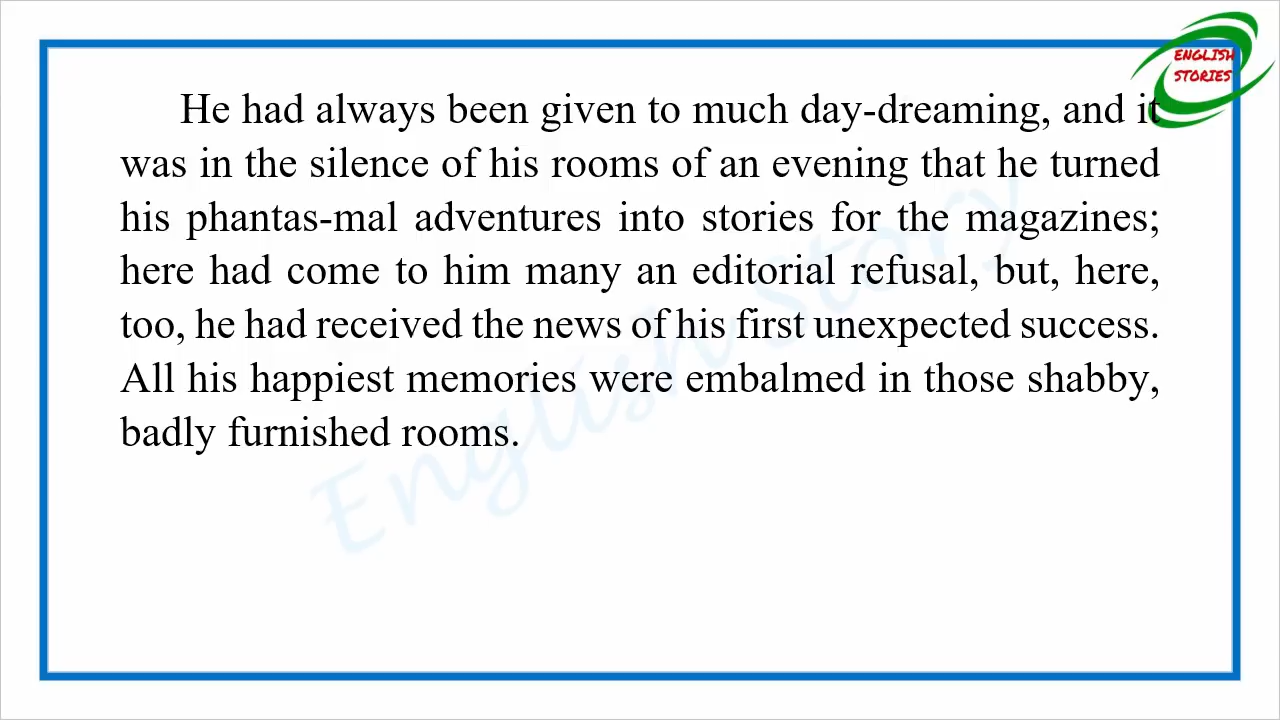 ENGLISH
STORIES
He had always been given to much day-dreaming, and it
was in the silence of his rooms of an evening that he turned
his phantas-mal adventures into stories for the magazines;
here had come to him many an editorial refusal, but, here,
too, he had received the news of his first unexpected success.
All his happiest memories were embalmed in those shabby,
badly furnished rooms.
English Story